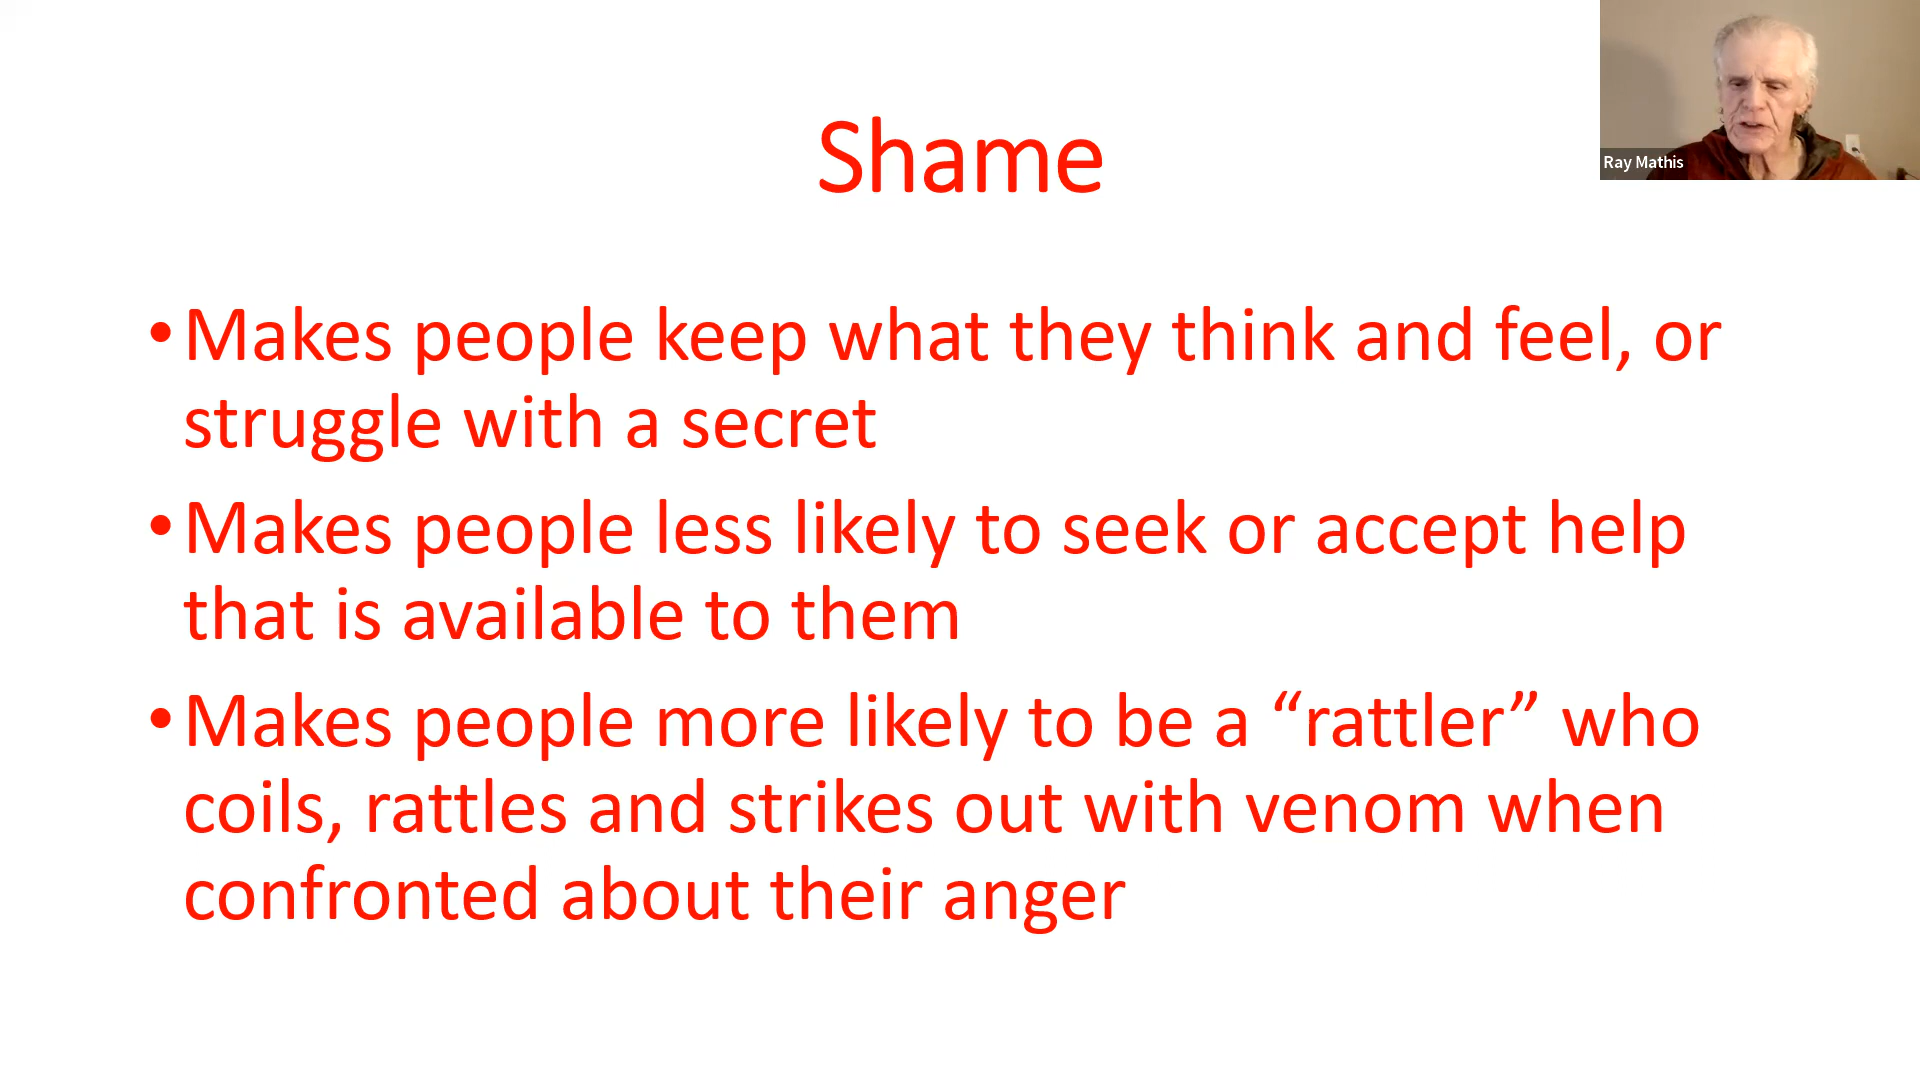 Shame
Ray Mathis
•Makes people keep what they think and feel, or
struggle with a secret
•Makes people less likely to seek or accept help
that is available to them
•Makes people more likely to be a “rattler” who
coils, rattles and strikes out with venom when
confronted about their anger